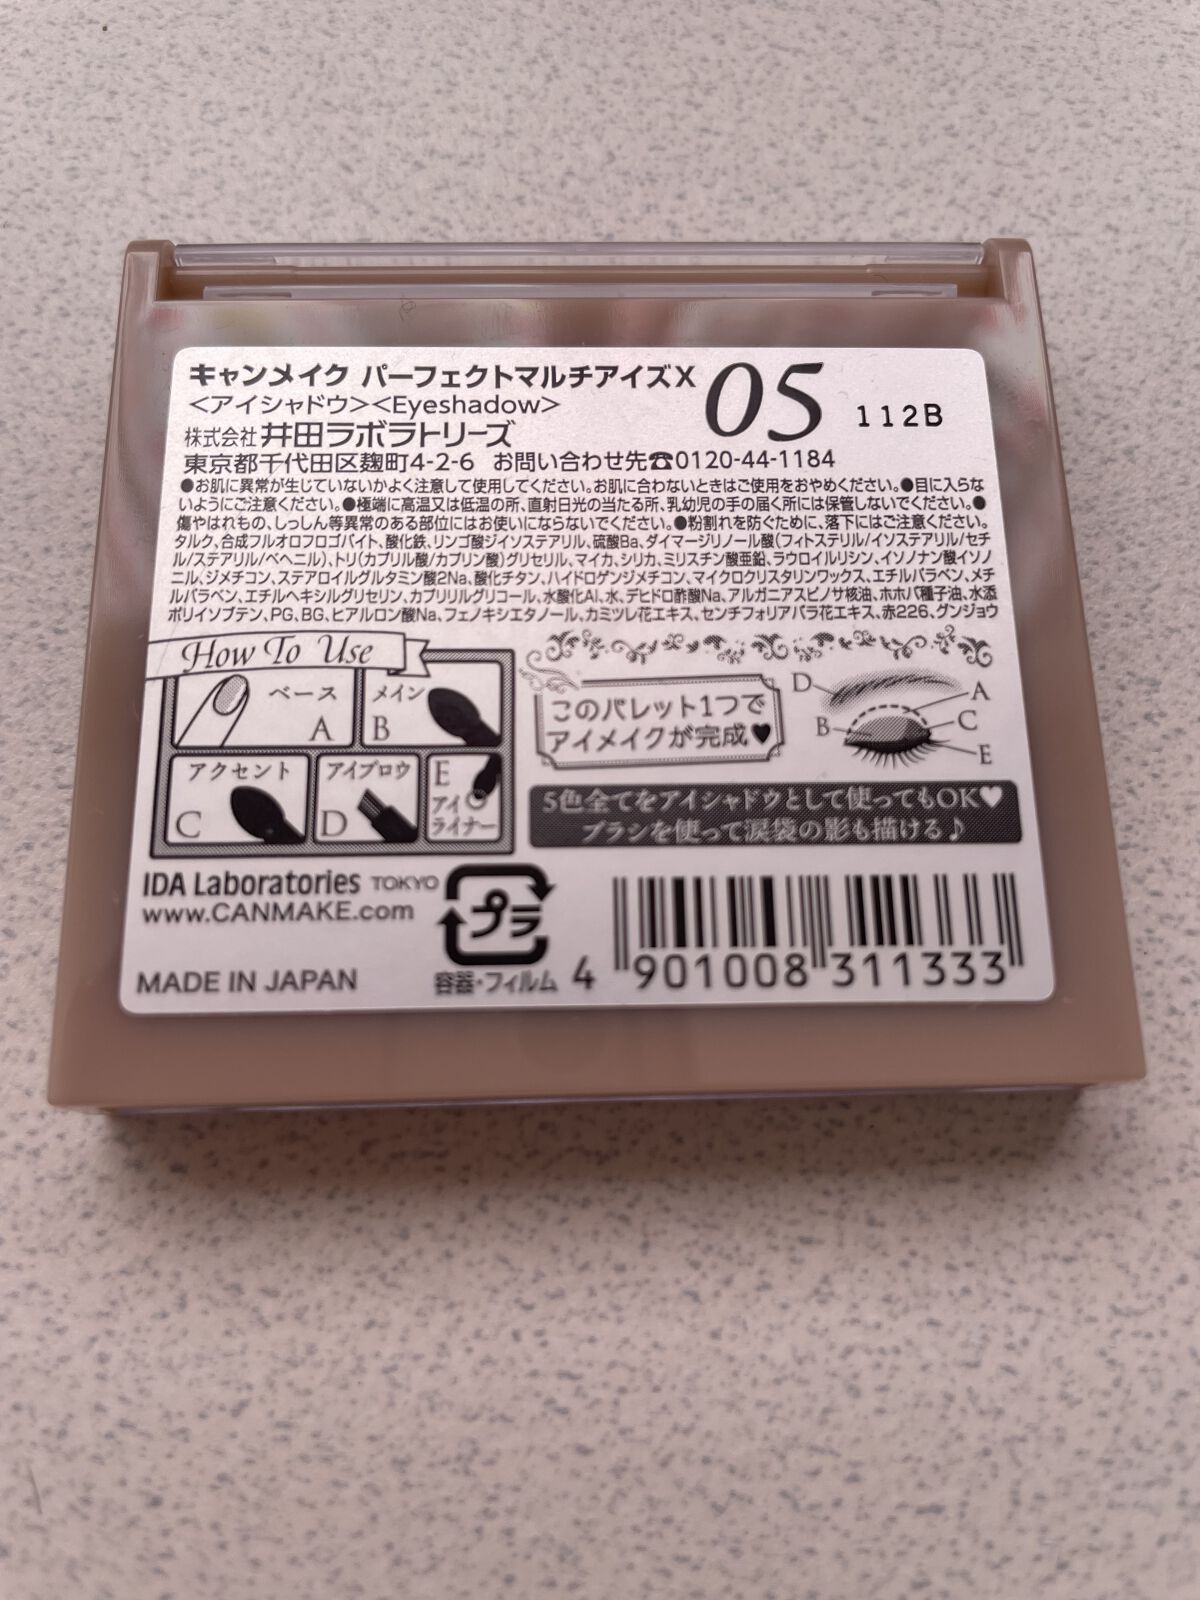 キャンメイク パーフェクトマルチアイズX 05 112B
<アイシャドウ><Eyeshadow>
株式会社 井田ラボラトリーズ
東京都千代田区麹町4-2-6 お問い合わせ先☎0120-44-1184
●お肌に異常が生じていないかよく注意して使用してください。お肌に合わないときはご使用をおやめください。●目に入らな
いようにご注意ください。●極端に高温又は低温の所、直射日光の当たる所、乳幼児の手の届く所には保管しないでください。●
傷やはれもの、しっしん等異常のある部位にはお使いにならないでください。●粉割れを防ぐために、落下にはご注意ください。
タルク、合成フルオロフロゴパイト、酸化鉄、リンゴ酸ジイソステアリル、硫酸Ba、ダイマージリノール酸(フィトステリル/イソステアリル/セチ
ル/ステアリル/ベヘニル)、トリ(カプリル酸/カプリン酸)グリセリル、マイカ、シリカ、ミリスチン酸亜鉛、ラウロイルリシン、イソノナン酸イソノ
ニル、ジメチコン、ステアロイルグルタミン酸2Na、酸化チタン、ハイドロゲンジメチコン、マイクロクリスタリンワックス、エチルパラベン、メチ
ルパラベン、エチルヘキシルグリセリン、カプリリルグリコール、水酸化Al、水、デヒドロ酢酸Na、アルガニアスピノサ核油、ホホバ種子油、水添
ポリイソブテン、PG、BG、ヒアルロン酸Na、フェノキシエタノール、カミツレ花エキス、センチフォリアバラ花エキス、赤226、グンジョウ
How To Use
ベース A
メイン B
アクセント C
アイブロウ D
E アイライナー
このパレット1つで
アイメイクが完成♥
D A
B C
E
5色全てをアイシャドウとして使ってもOK♥
ブラシを使って涙袋の影も描ける♪
IDA Laboratories TOKYO
www.CANMAKE.com
MADE IN JAPAN
プラ
容器・フィルム
4 901008 311333